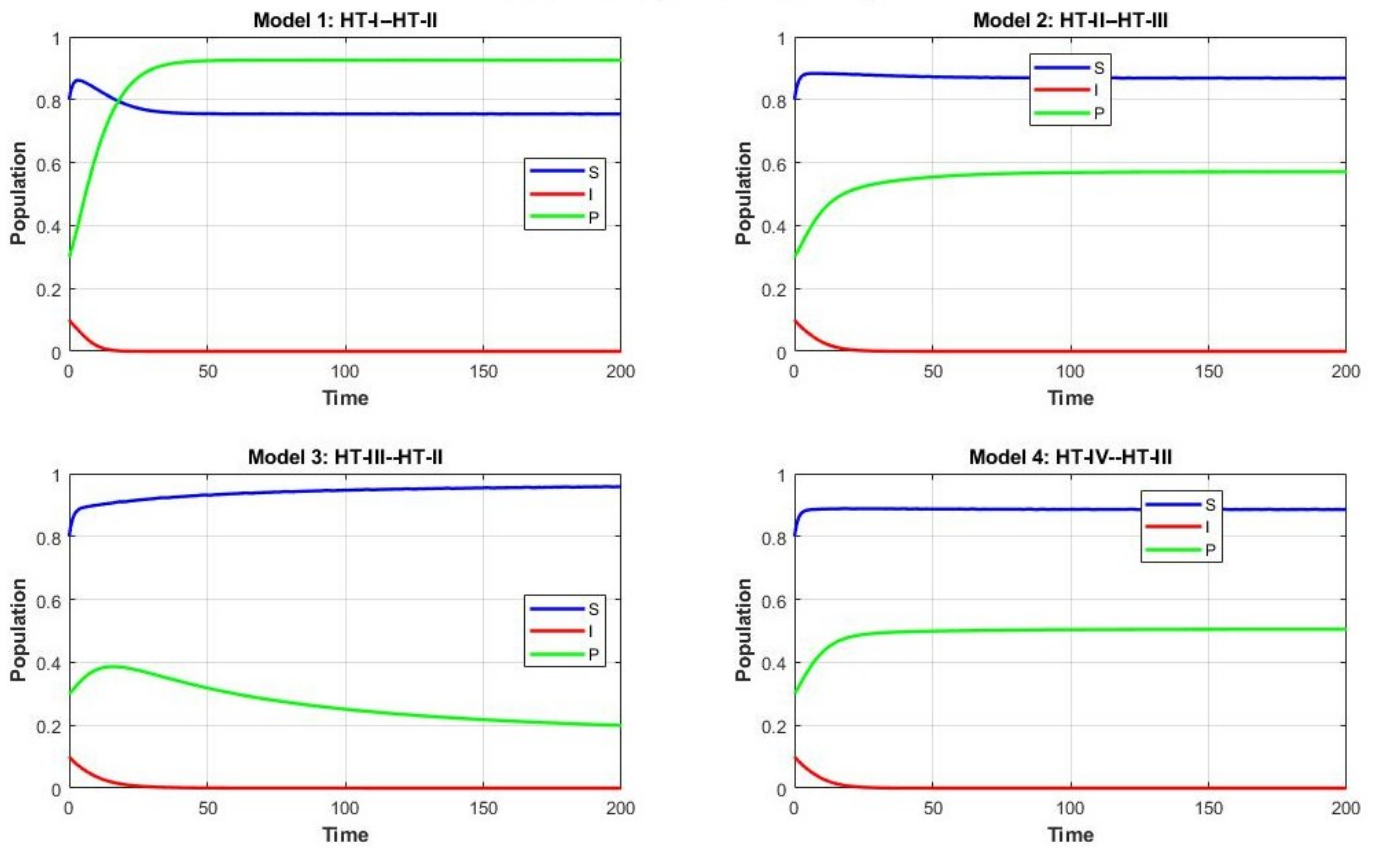 Model 1: HT-I--HT-II
1
0.8
0.6
0.4
0.2
0
Population
S
I
P
0 50 100 150 200
Time
Model 2: HT-II--HT-III
1
0.8
0.6
0.4
0.2
0
Population
S
I
P
0 50 100 150 200
Time
Model 3: HT-III--HT-II
1
0.8
0.6
0.4
0.2
0
Population
S
I
P
0 50 100 150 200
Time
Model 4: HT-IV--HT-III
1
0.8
0.6
0.4
0.2
0
Population
S
I
P
0 50 100 150 200
Time